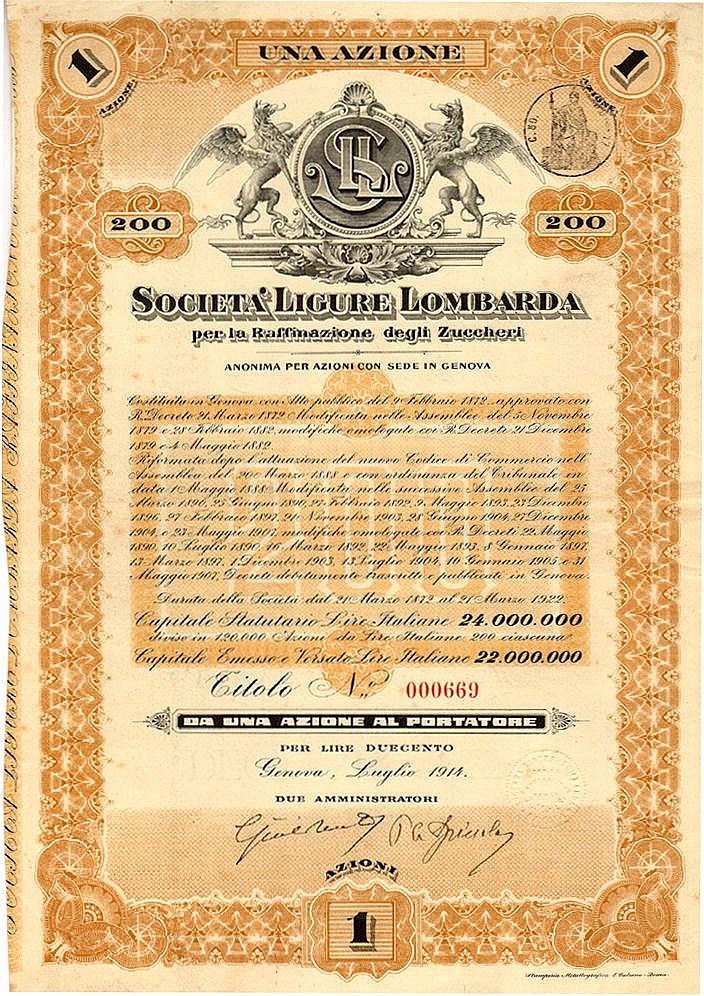 1
UNA AZIONE
1
AZIONE
AZIONE
SLL
200
200
SOCIETA' LIGURE LOMBARDA
per la Raffinazione degli Zuccheri
ANONIMA PER AZIONI CON SEDE IN GENOVA
Costituita in Genova con Atto pubblico del 9 Febbraio 1872, approvato con
R.° Decreto 21 Marzo 1872 Modificata nelle Assemblee del 5 Novembre
1879 e 28 Febbraio 1882, modifiche omologate coi R. Decreti 21 Dicembre
1879 e 4 Maggio 1882.
Riformata dopo l'attuazione del nuovo Codice di Commercio nell'
Assemblea del 20 Marzo 1888 e con ordinanza del Tribunale in
data 1° Maggio 1888 Modificata nelle successive Assemblee del 25
Marzo 1890, 25 Giugno 1890, 27 Febbraio 1892, 9 Maggio 1893, 23 Dicembre
1896, 27 Febbraio 1897, 21 Novembre 1903, 28 Giugno 1904, 27 Dicembre
1904, e 23 Maggio 1907, modifiche omologate coi R. Decreti 22 Maggio
1890, 10 Luglio 1890, 16 Marzo 1892, 22 Maggio 1893, 8 Gennaio 1897,
13 Marzo 1897, 1 Dicembre 1903, 13 Luglio 1904, 10 Gennaio 1905 e 31
Maggio 1907, Decreto debitamente trascritte e pubblicate in Genova.
Durata della Società dal 21 Marzo 1872 al 21 Marzo 1922.
Capitale Statutario Lire Italiane 24.000.000
diviso in 120.000 Azioni da Lire Italiane 200 ciascuna
Capitale Emesso e Versato Lire Italiane 22.000.000
Titolo N.° 000669
DA UNA AZIONE AL PORTATORE
PER LIRE DUECENTO
Genova, Luglio 1914.
DUE AMMINISTRATORI
AZIONI
1